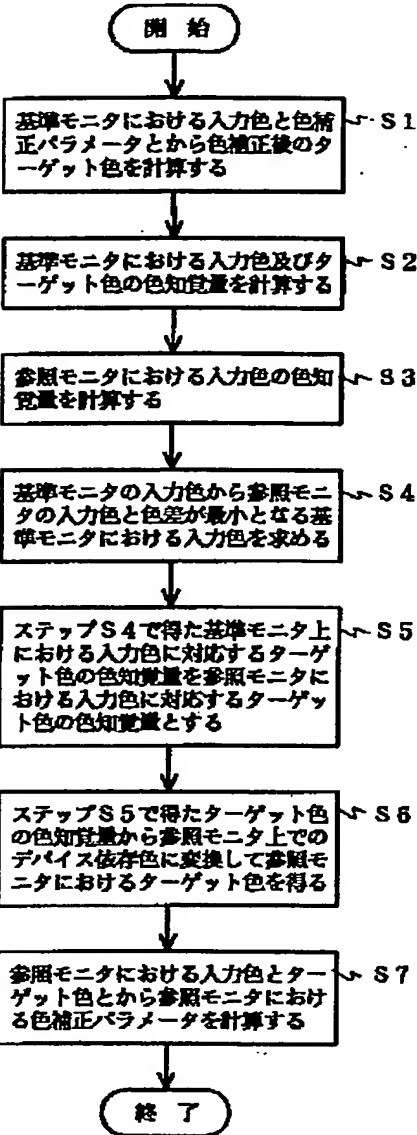 開始
基準モニタにおける入力色と色補 S1
正パラメータとから色補正後のタ
ーゲット色を計算する
基準モニタにおける入力色及びタ S2
ーゲット色の色知覚量を計算する
参照モニタにおける入力色の色知 S3
覚量を計算する
基準モニタの入力色から参照モニ S4
タの入力色と色差が最小となる基
準モニタにおける入力色を求める
ステップS4で得た基準モニタ上 S5
における入力色に対応するターゲ
ット色の色知覚量を参照モニタに
おける入力色に対応するターゲッ
ト色の色知覚量とする
ステップS5で得たターゲット色 S6
の色知覚量から参照モニタ上での
デバイス依存色に変換して参照モ
ニタにおけるターゲット色を得る
参照モニタにおける入力色とター S7
ゲット色とから参照モニタにおけ
る色補正パラメータを計算する
終了